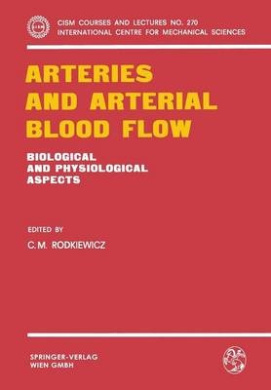 CISM COURSES AND LECTURES NO. 270
INTERNATIONAL CENTRE FOR MECHANICAL SCIENCES
ARTERIES
AND ARTERIAL
BLOOD FLOW
BIOLOGICAL
AND PHYSIOLOGICAL
ASPECTS
EDITED BY
C.M. RODKIEWICZ
SPRINGER-VERLAG
WIEN GMBH